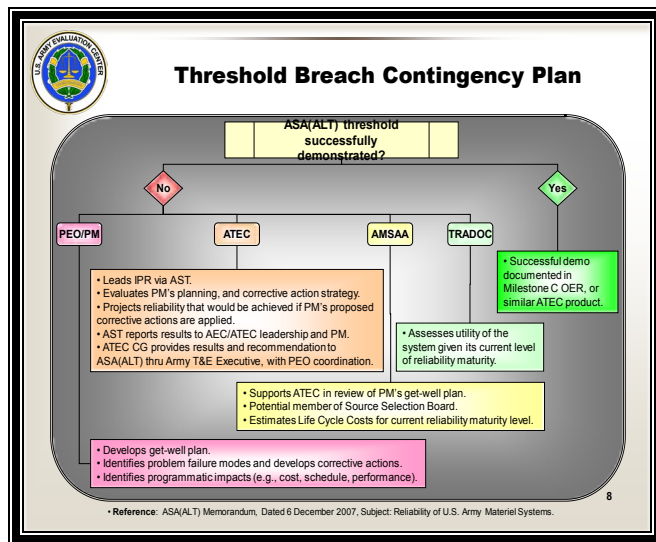 U.S. ARMY EVALUATION CENTER
Threshold Breach Contingency Plan
ASA(ALT) threshold
successfully
demonstrated?
No
Yes
PEO/PM
ATEC
AMSAA
TRADOC
• Successful demo
documented in
Milestone C OER, or
similar ATEC product.
• Leads IPR via AST.
• Evaluates PM's planning, and corrective action strategy.
• Projects reliability that would be achieved if PM's proposed
corrective actions are applied.
• AST reports results to AEC/ATEC leadership and PM.
• ATEC CG provides results and recommendation to
ASA(ALT) thru Army T&E Executive, with PEO coordination.
• Assesses utility of the
system given its current level
of reliability maturity.
• Supports ATEC in review of PM's get-well plan.
• Potential member of Source Selection Board.
• Estimates Life Cycle Costs for current reliability maturity level.
• Develops get-well plan.
• Identifies problem failure modes and develops corrective actions.
• Identifies programmatic impacts (e.g., cost, schedule, performance).
8
• Reference: ASA(ALT) Memorandum, Dated 6 December 2007, Subject: Reliability of U.S. Army Materiel Systems.